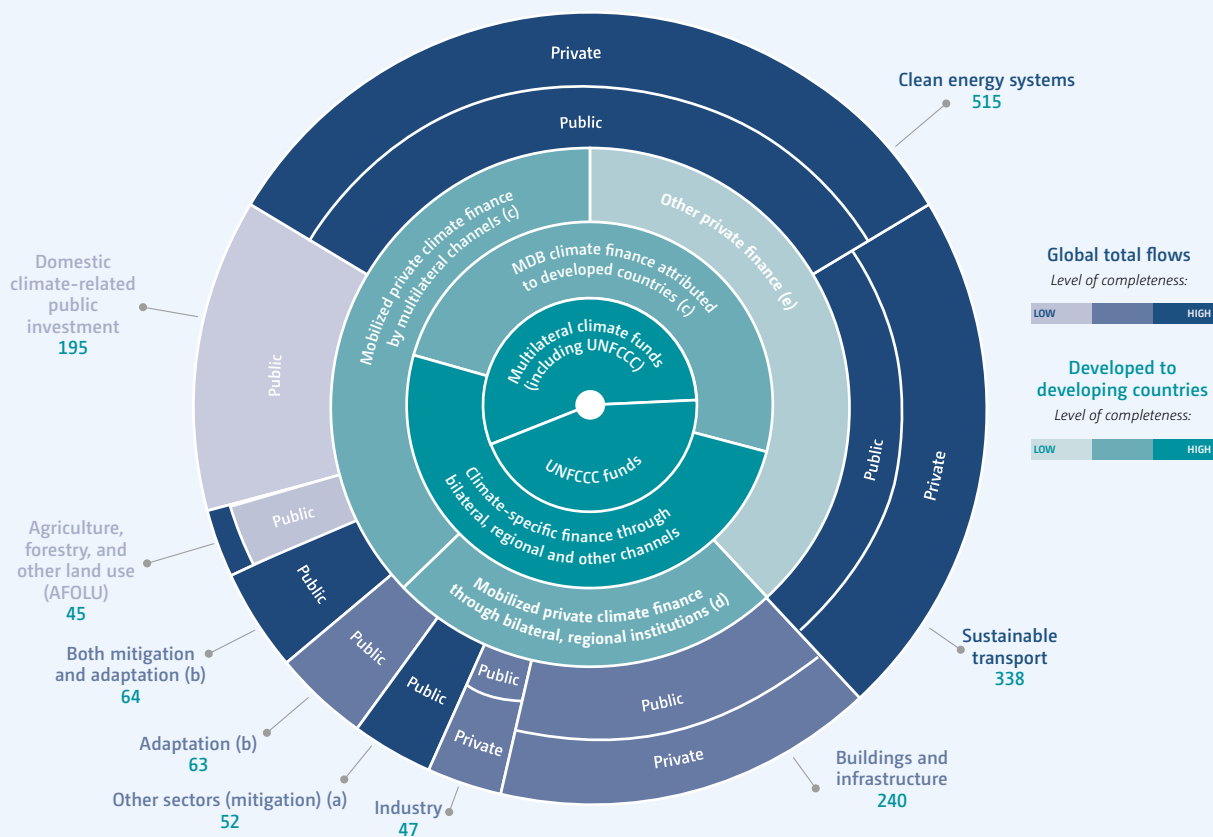 Private
Public
Clean energy systems
515
Mobilized private climate finance
by multilateral channels (c)
Other private finance (e)
MDB climate finance attributed
to developed countries (c)
Multilateral climate funds
(including UNFCCC)
UNFCCC funds
Climate-specific finance through
bilateral, regional and other channels
Mobilized private climate finance
through bilateral, regional institutions (d)
Global total flows
Level of completeness:
LOW
HIGH
Developed to
developing countries
Level of completeness:
LOW
HIGH
Domestic
climate-related
public
investment
195
Public
Public
Private
Agriculture,
forestry, and
other land use
(AFOLU)
45
Public
Both mitigation
and adaptation (b)
64
Public
Adaptation (b)
63
Public
Other sectors (mitigation) (a)
52
Public
Industry
47
Public
Private
Public
Private
Buildings and
infrastructure
240
Sustainable
transport
338